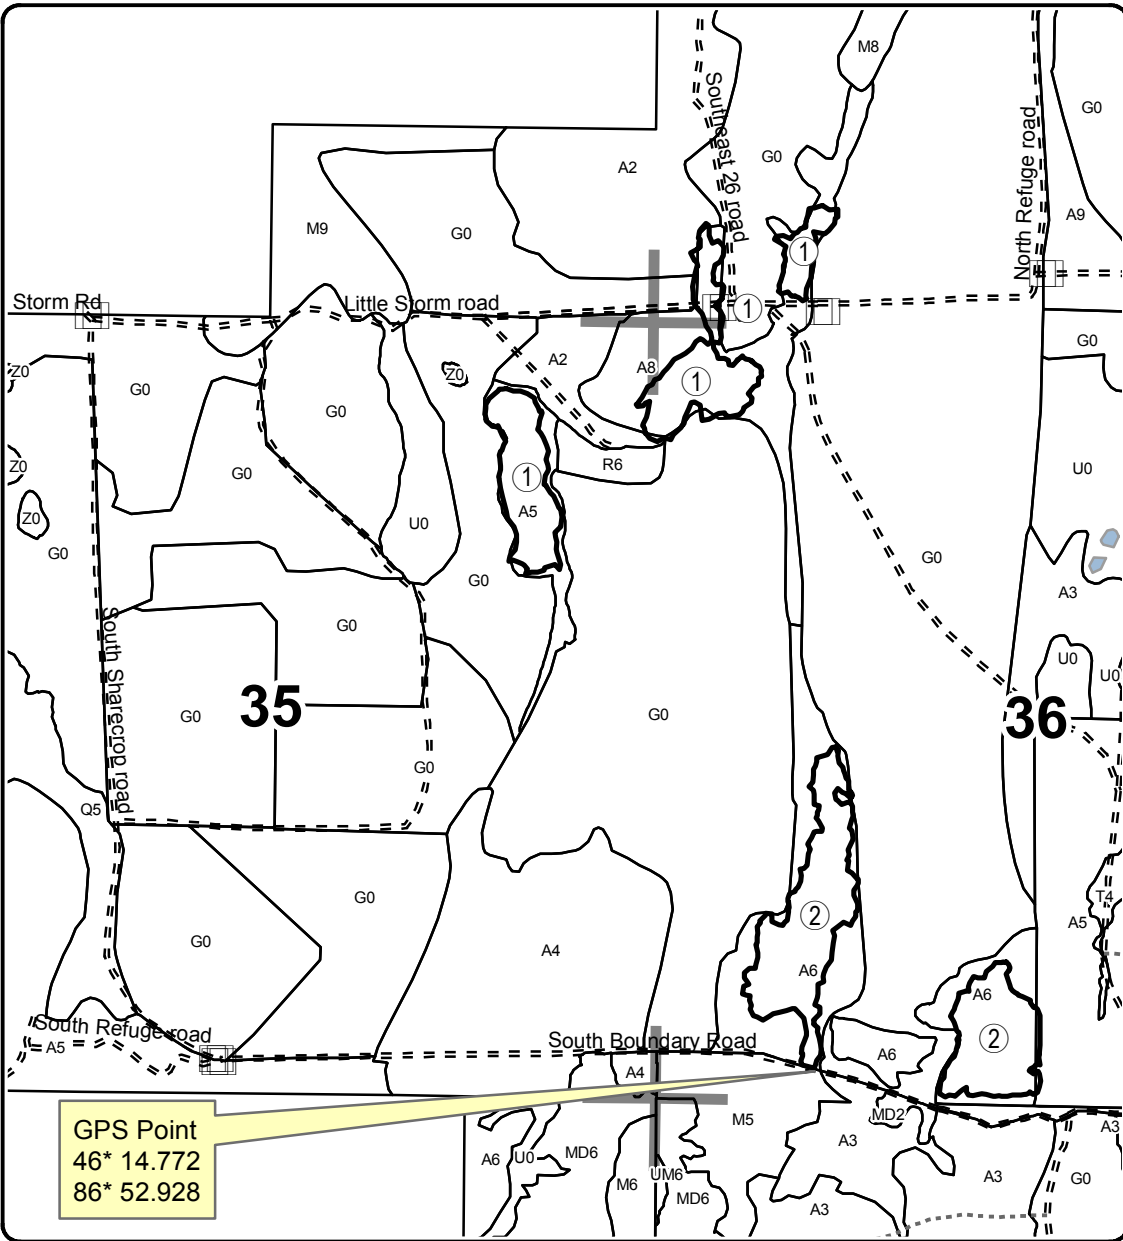 M8
G0
Southeast 26 road
G0
North Refuge road
A2
A9
M9
G0
1
Storm Rd
Little Storm road
1
G0
Z0
G0
A2
A8
1
Z0
G0
G0
Z0
G0
R6
1
U0
Z0
A5
U0
G0
G0
G0
A3
South Sharecrop road
G0
U0
U0
35
36
G0
G0
G0
Q5
G0
T4
2
A5
G0
A4
A6
A6
South Refuge road
A5
South Boundary Road
2
A6
A4
GPS Point
46* 14.772
86* 52.928
MD2
M5
A3
A3
A6
U0
MD6
M6
UM6
MD6
A3
A3
G0